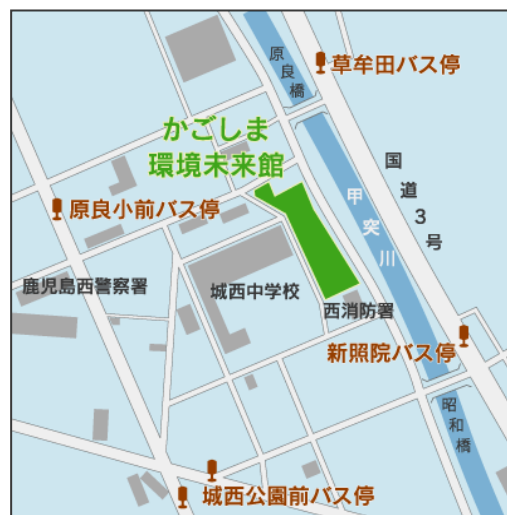 原良橋
草牟田バス停
かごしま
環境未来館
国道3号
甲突川
原良小前バス停
鹿児島西警察署
城西中学校
西消防署
新照院バス停
昭和橋
城西公園前バス停